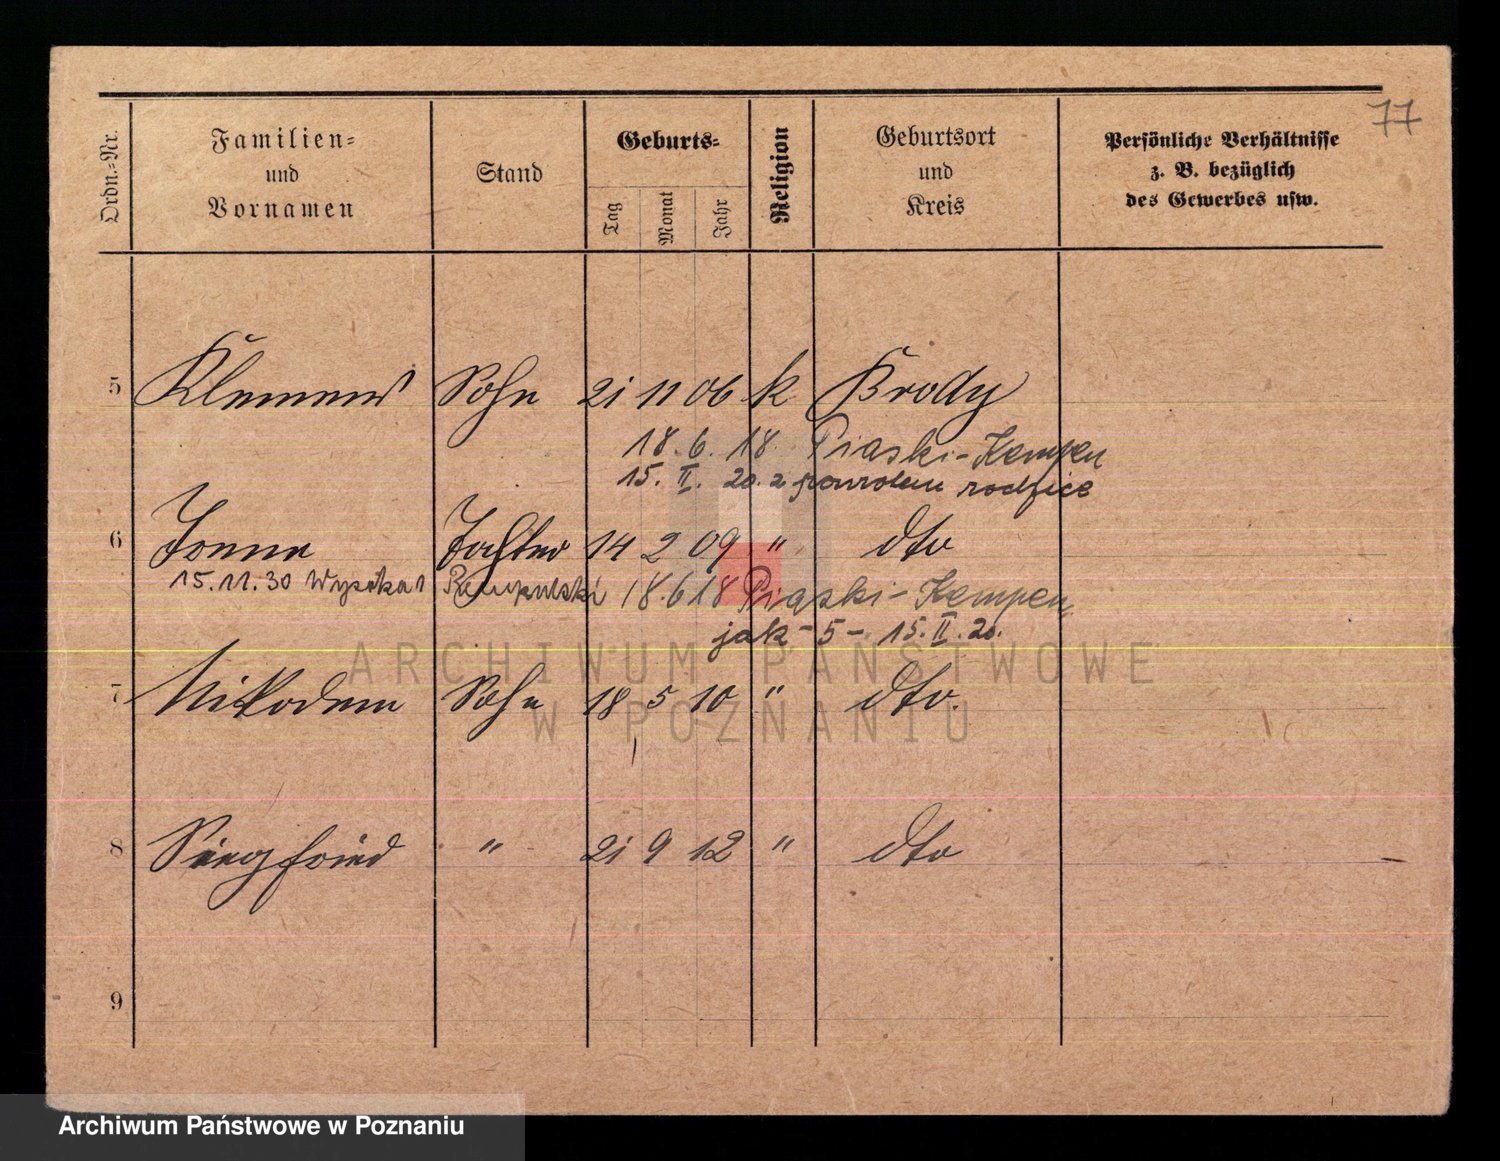 77
Ordn.-Nr.
Familien-
und
Vornamen
Stand
Geburts-
Tag
Monat
Jahr
Religion
Geburtsort
und
Kreis
Persönliche Verhältnisse
z. B. bezüglich
des Gewerbes usw.
5 Klemens Sohn 21 11 06 k Brody
18. 6. 18. Piaski-Kempen
15. II. 20. z powrotem rodzice
6 Tochter 14 2 09 " dto
15.11.30 Wysoka 18.6 18 Piaski-Kempen
jak - 5 - 15. II. 20.
ARCHIWUM PAŃSTWOWE
7 Nikodem Sohn 18 5 10 " dto.
W POZNANIU
8 Siegfried " 21 9 12 " dto
9
Archiwum Państwowe w Poznaniu